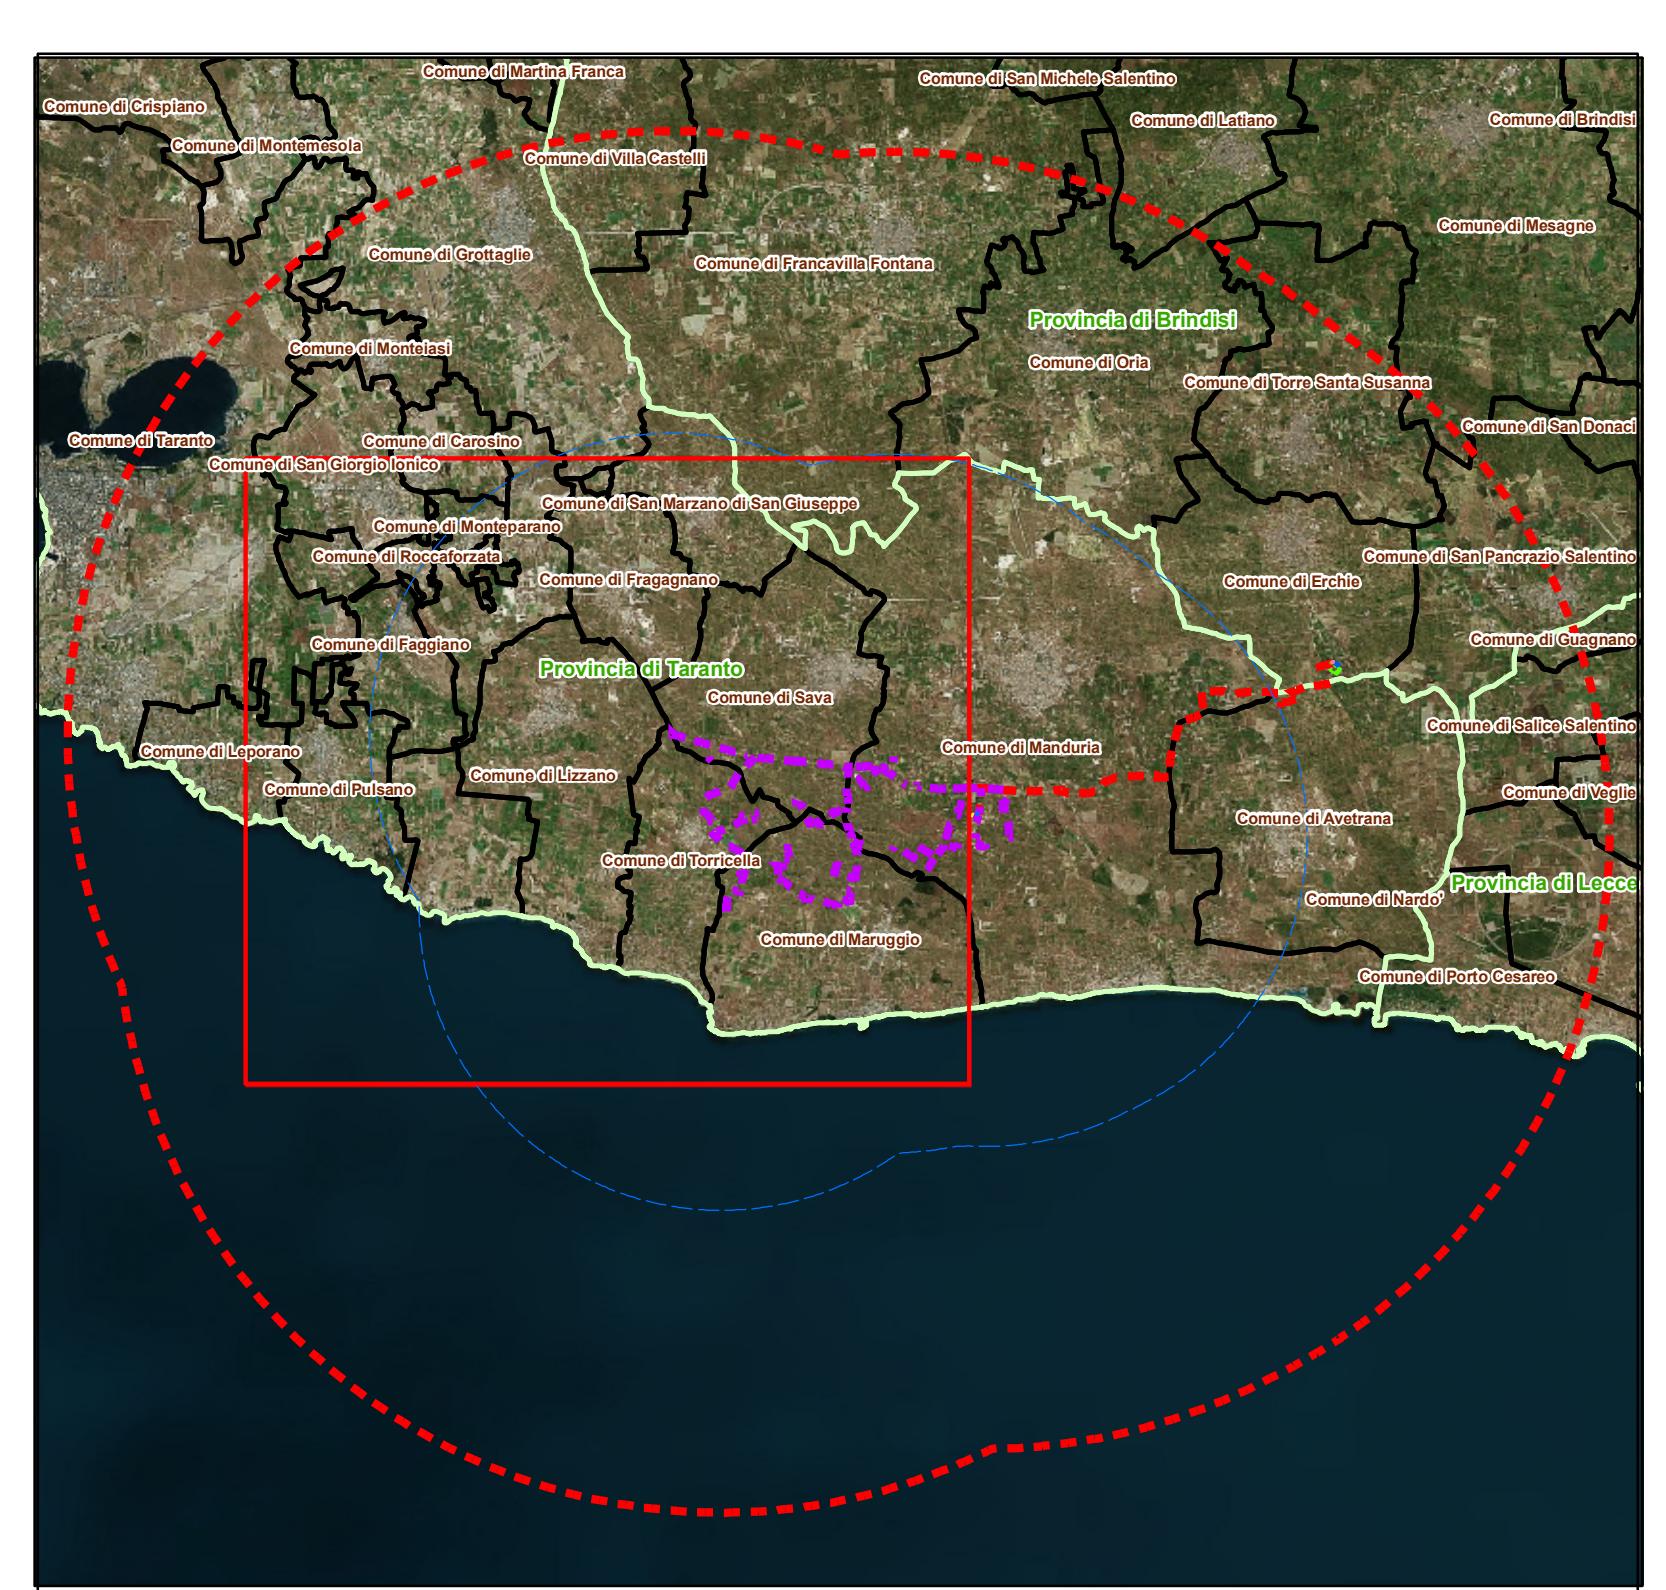 Comune di Martina Franca
Comune di San Michele Salentino
Comune di Crispiano
Comune di Latiano
Comune di Brindisi
Comune di Montemesola
Comune di Villa Castelli
Comune di Mesagne
Comune di Grottaglie
Comune di Francavilla Fontana
Provincia di Brindisi
Comune di Monteiasi
Comune di Oria
Comune di Torre Santa Susanna
Comune di San Donaci
Comune di Taranto
Comune di Carosino
Comune di San Giorgio Ionico
Comune di San Marzano di San Giuseppe
Comune di Monteparano
Comune di Roccaforzata
Comune di San Pancrazio Salentino
Comune di Fragagnano
Comune di Erchie
Comune di Guagnano
Comune di Faggiano
Provincia di Taranto
Comune di Sava
Comune di Salice Salentino
Comune di Leporano
Comune di Manduria
Comune di Lizzano
Comune di Pulsano
Comune di Veglie
Comune di Avetrana
Comune di Torricella
Provincia di Lecce
Comune di Nardo'
Comune di Maruggio
Comune di Porto Cesareo